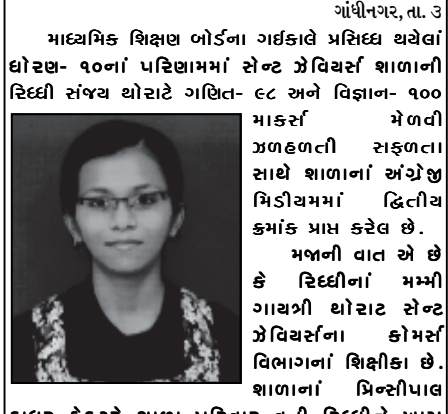 ગાંધીનગર, તા. ૩
માધ્યમિક શિક્ષણ બોર્ડના ગઈકાલે પ્રસિધ્ધ થયેલાં
ધોરણ- ૧૦નાં પરિણામમાં સેન્ટ ઝેવિયર્સ શાળાની
રિધ્ધી સંજય થોરાટે ગણિત- ૯૮ અને વિજ્ઞાન- ૧૦૦
માર્ક્સ મેળવી
ઝળહળતી સફળતા
સાથે શાળાનાં અંગ્રેજી
મિડીયમમાં દ્વિતીય
ક્રમાંક પ્રાપ્ત કરેલ છે.
મજાની વાત એ છે
કે રિધ્ધીનાં મમ્મી
ગાયત્રી થોરાટ સેન્ટ
ઝેવિયર્સના કોમર્સ
વિભાગનાં શિક્ષીકા છે.
શાળાનાં પ્રિન્સીપાલ